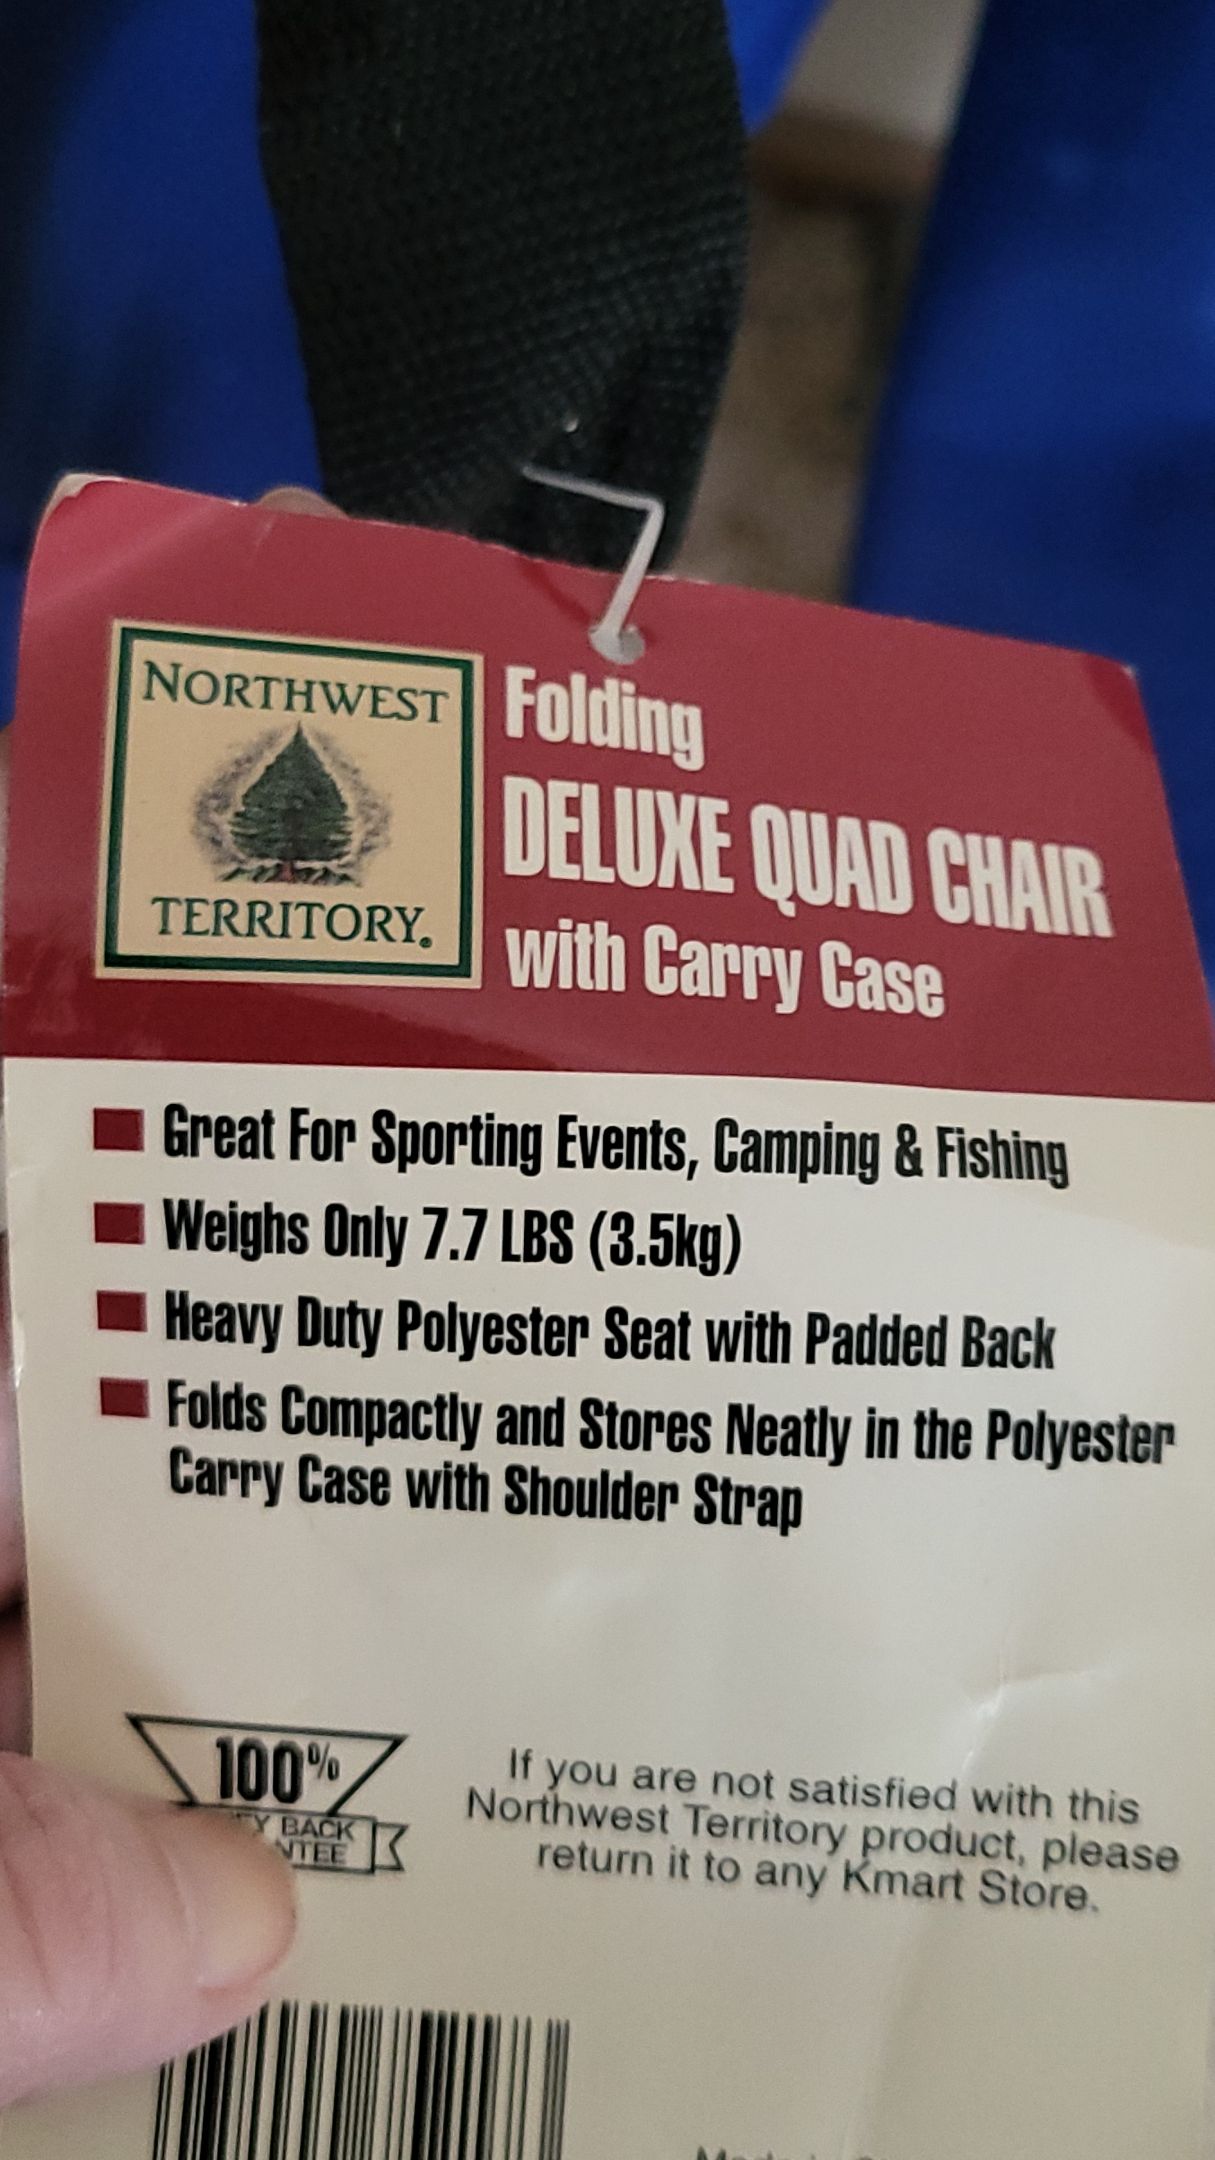 NORTHWEST
TERRITORY®
Folding
DELUXE QUAD CHAIR
with Carry Case
Great For Sporting Events, Camping & Fishing
Weighs Only 7.7 LBS (3.5kg)
Heavy Duty Polyester Seat with Padded Back
Folds Compactly and Stores Neatly in the Polyester
Carry Case with Shoulder Strap
100%
BACK
If you are not satisfied with this
Northwest Territory product, please
return it to any Kmart Store.